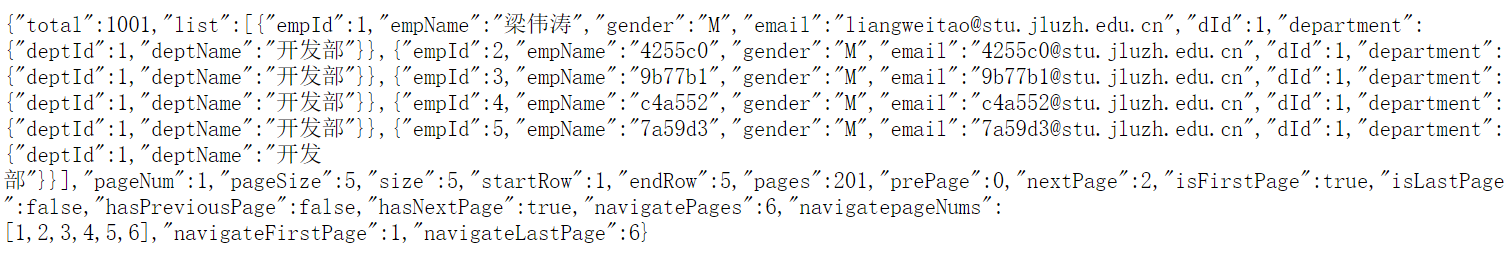 {"total":1001,"list":[{"empId":1,"empName":"梁伟涛","gender":"M","email":"liangweitao@stu.jluzh.edu.cn","dId":1,"department":
{"deptId":1,"deptName":"开发部"}},{"empId":2,"empName":"4255c0","gender":"M","email":"4255c0@stu.jluzh.edu.cn","dId":1,"department":
{"deptId":1,"deptName":"开发部"}},{"empId":3,"empName":"9b77b1","gender":"M","email":"9b77b1@stu.jluzh.edu.cn","dId":1,"department":
{"deptId":1,"deptName":"开发部"}},{"empId":4,"empName":"c4a552","gender":"M","email":"c4a552@stu.jluzh.edu.cn","dId":1,"department":
{"deptId":1,"deptName":"开发部"}},{"empId":5,"empName":"7a59d3","gender":"M","email":"7a59d3@stu.jluzh.edu.cn","dId":1,"department":
{"deptId":1,"deptName":"开发
部"}}],"pageNum":1,"pageSize":5,"size":5,"startRow":1,"endRow":5,"pages":201,"prePage":0,"nextPage":2,"isFirstPage":true,"isLastPage
":false,"hasPreviousPage":false,"hasNextPage":true,"navigatePages":6,"navigatepageNums":
[1,2,3,4,5,6],"navigateFirstPage":1,"navigateLastPage":6}